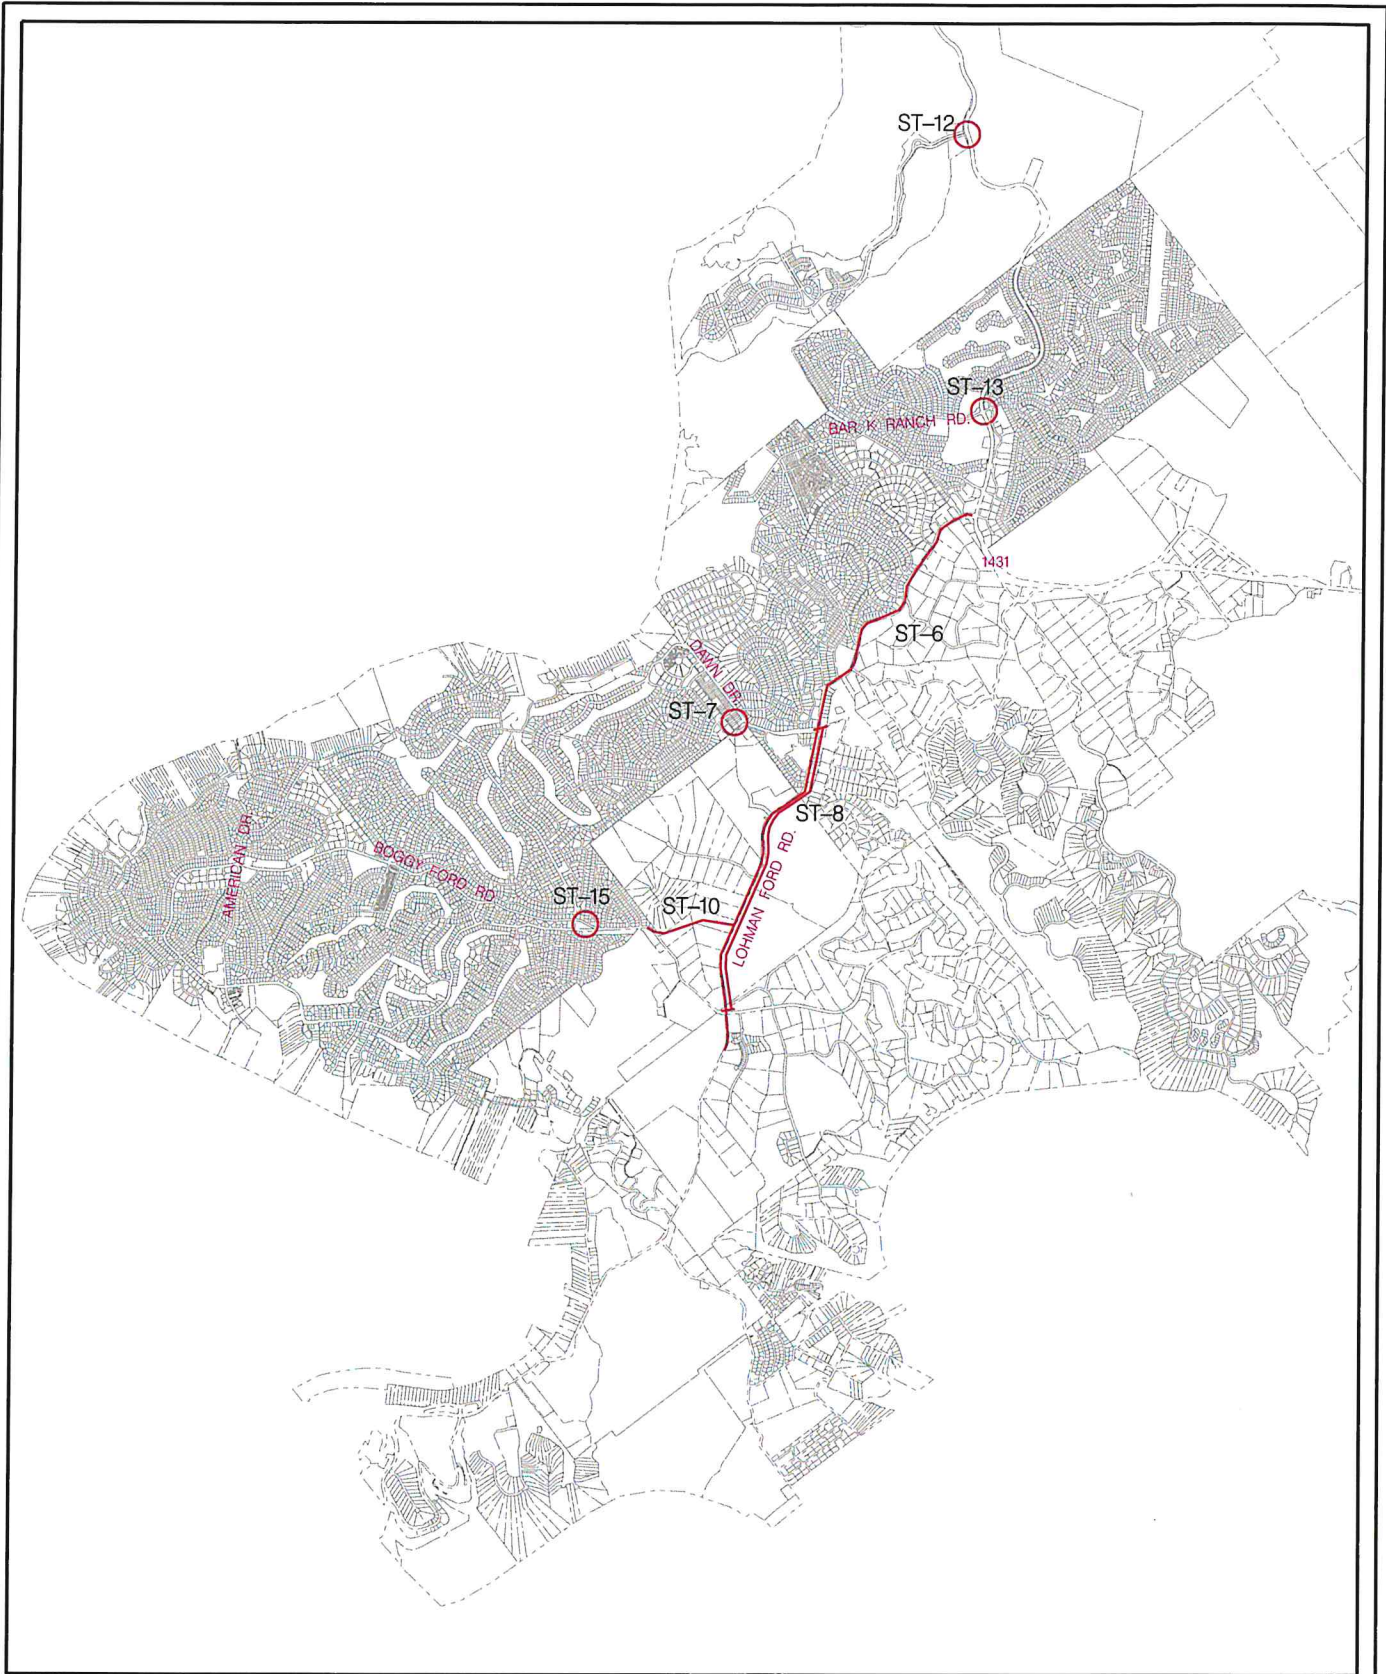 ST-12
ST-13
BAR K RANCH RD.
1431
ST-6
DAWN DR.
ST-7
ST-8
AMERICAN DR.
BOGGY FORD RD
LOHMAN FORD RD.
ST-15
ST-10